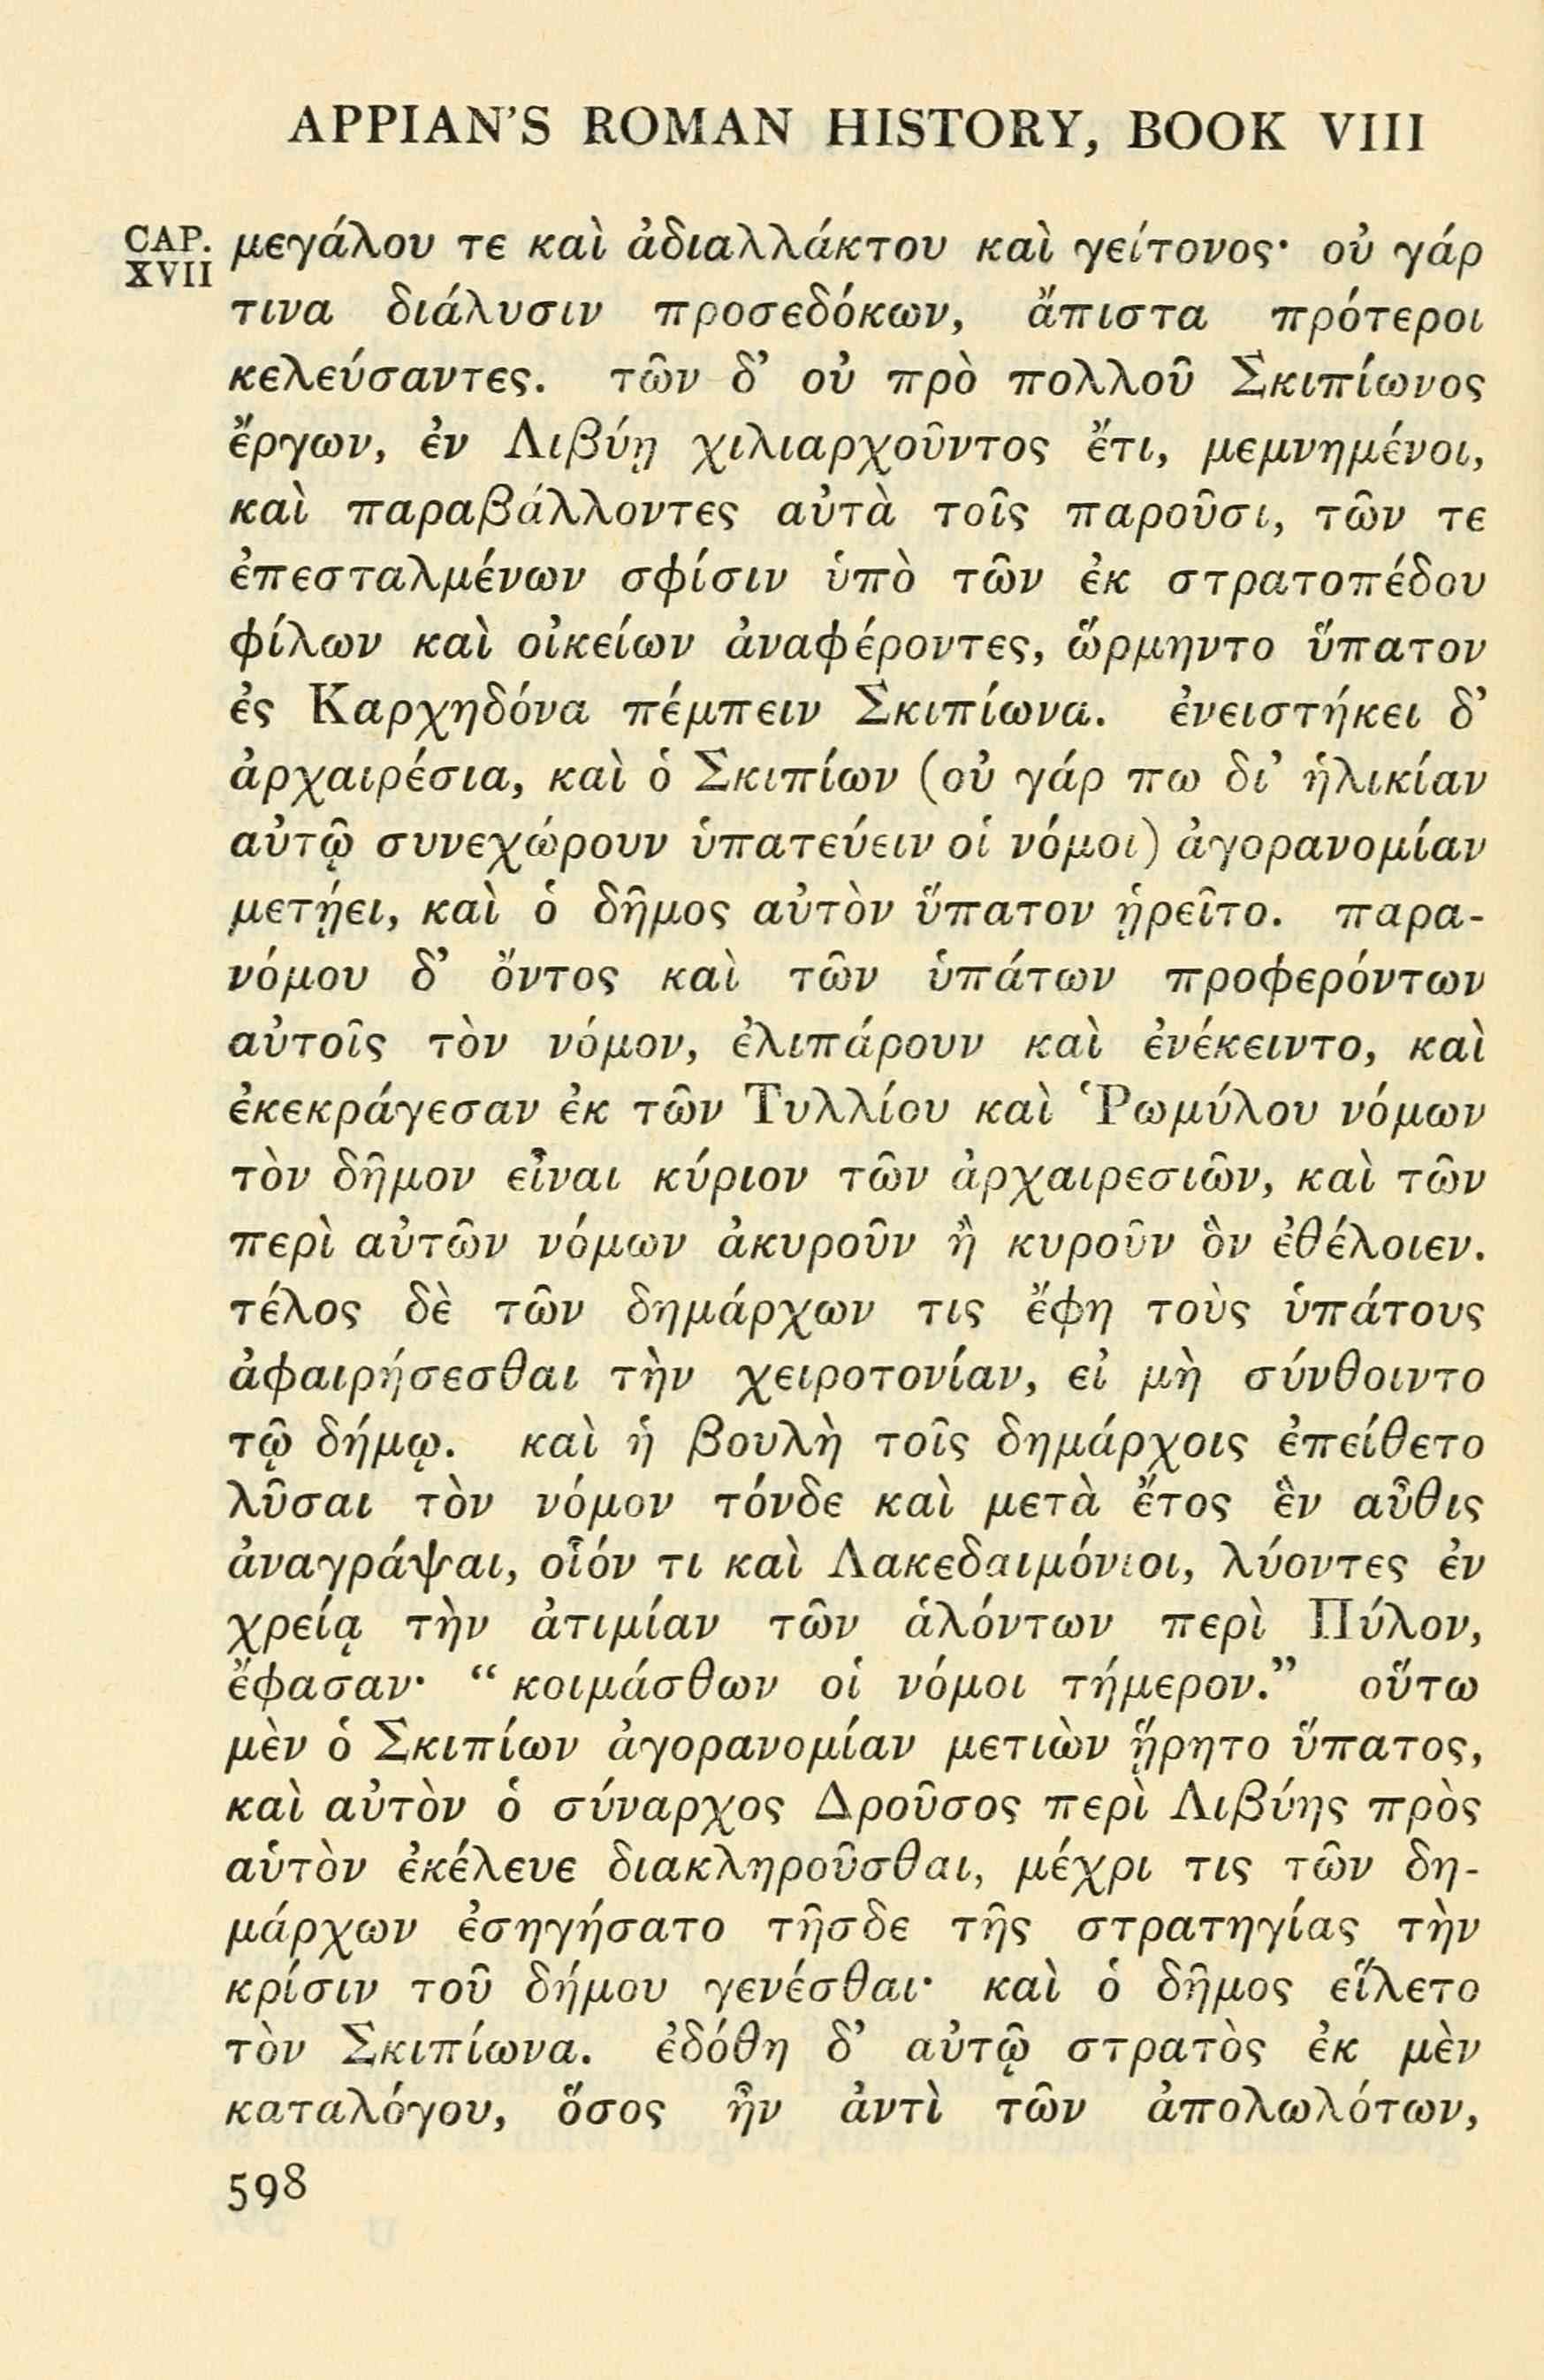 APPIAN'S ROMAN HISTORY, BOOK VIII
CAP. XVII
μεγάλου τε καὶ ἀδιαλλάκτου καὶ γείτονος· οὐ γάρ
τινα διάλυσιν προσεδόκων, ἄπιστα πρότεροι
κελεύσαντες. τῶν δ’ οὐ πρὸ πολλοῦ Σκιπίωνος
ἔργων, ἐν Λιβύῃ χιλιαρχοῦντος ἔτι, μεμνημένοι,
καὶ παραβάλλοντες αὐτὰ τοῖς παροῦσι, τῶν τε
ἐπεσταλμένων σφίσιν ὑπὸ τῶν ἐκ στρατοπέδου
φίλων καὶ οἰκείων ἀναφέροντες, ὥρμηντο ὕπατον
ἐς Καρχηδόνα πέμπειν Σκιπίωνα. ἐνειστήκει δ’
ἀρχαιρέσια, καὶ ὁ Σκιπίων (οὐ γάρ πω δι’ ἡλικίαν
αὐτῷ συνεχώρουν ὑπατεύειν οἱ νόμοι) ἀγορανομίαν
μετῄει, καὶ ὁ δῆμος αὐτὸν ὕπατον ᾑρεῖτο. παρα-
νόμου δ’ ὄντος καὶ τῶν ὑπάτων προφερόντων
αὐτοῖς τὸν νόμον, ἐλιπάρουν καὶ ἐνέκειντο, καὶ
ἐκεκράγεσαν ἐκ τῶν Τυλλίου καὶ Ῥωμύλου νόμων
τὸν δῆμον εἶναι κύριον τῶν ἀρχαιρεσιῶν, καὶ τῶν
περὶ αὐτῶν νόμων ἀκυροῦν ἢ κυροῦν ὃν ἐθέλοιεν.
τέλος δὲ τῶν δημάρχων τις ἔφη τοὺς ὑπάτους
ἀφαιρήσεσθαι τὴν χειροτονίαν, εἰ μὴ σύνθοιντο
τῷ δήμῳ. καὶ ἡ βουλὴ τοῖς δημάρχοις ἐπείθετο
λῦσαι τὸν νόμον τόνδε καὶ μετὰ ἔτος ἓν αὖθις
ἀναγράψαι, οἷόν τι καὶ Λακεδαιμόνιοι, λύοντες ἐν
χρείᾳ τὴν ἀτιμίαν τῶν ἁλόντων περὶ Πύλον,
ἔφασαν· “κοιμάσθων οἱ νόμοι τήμερον.” οὕτω
μὲν ὁ Σκιπίων ἀγορανομίαν μετιὼν ᾕρητο ὕπατος,
καὶ αὐτὸν ὁ σύναρχος Δροῦσος περὶ Λιβύης πρὸς
αὑτὸν ἐκέλευε διακληροῦσθαι, μέχρι τις τῶν δη-
μάρχων ἐσηγήσατο τῆσδε τῆς στρατηγίας τὴν
κρίσιν τοῦ δήμου γενέσθαι· καὶ ὁ δῆμος εἵλετο
τὸν Σκιπίωνα. ἐδόθη δ’ αὐτῷ στρατὸς ἐκ μὲν
καταλόγου, ὅσος ἦν ἀντὶ τῶν ἀπολωλότων,
598